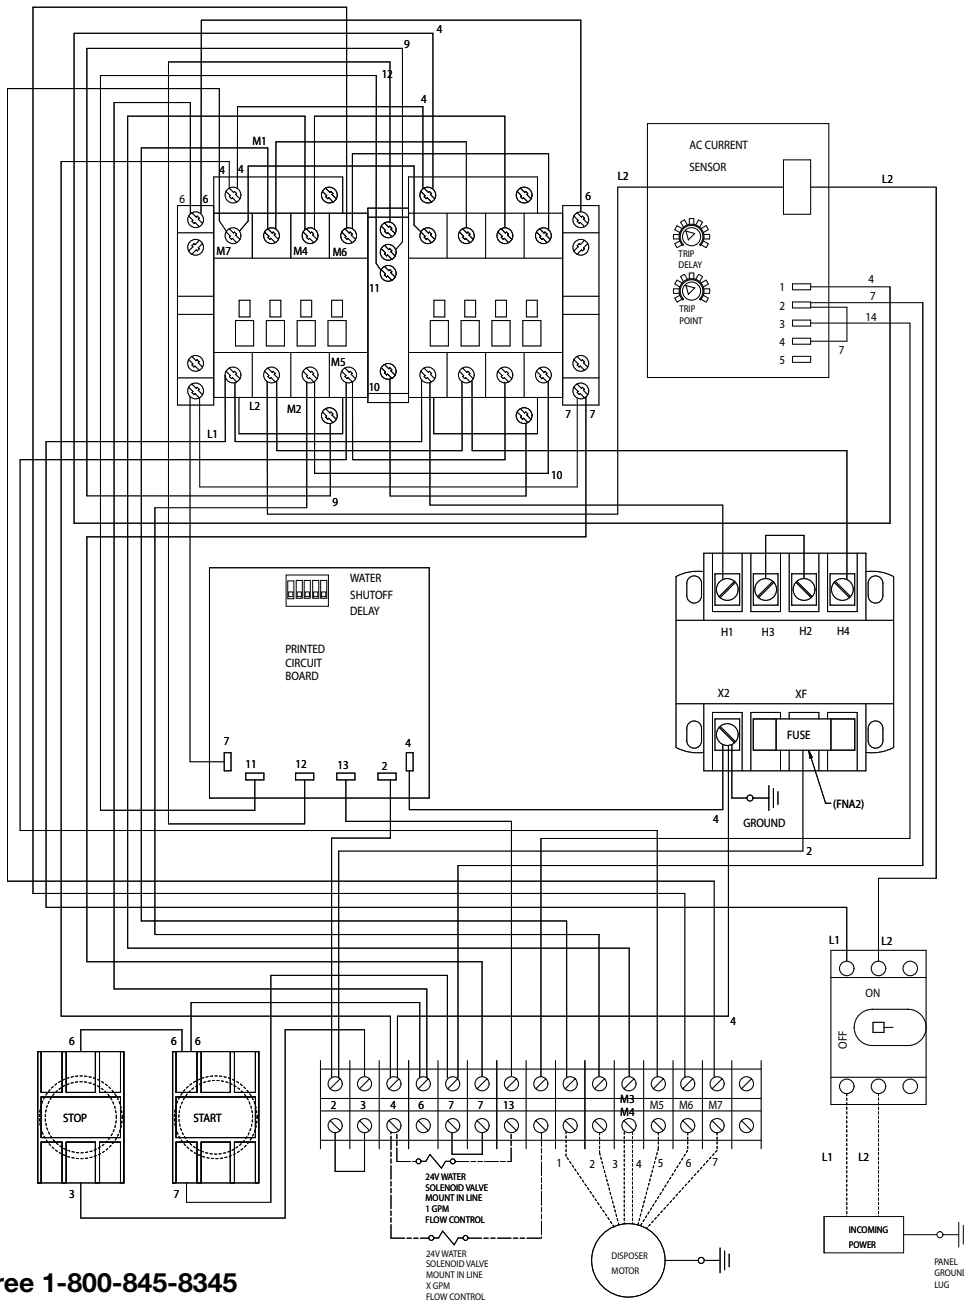 4
9
12
4
M1
4
4
6
6
6
M7
M4
M6
11
M5
10
L2
M2
L1
7
7
10
9
AC CURRENT
SENSOR
L2
L2
TRIP
DELAY
TRIP
POINT
1
2
3
4
5
4
7
14
7
WATER
SHUTOFF
DELAY
PRINTED
CIRCUIT
BOARD
7
11
12
13
2
4
H1
H3
H2
H4
X2
XF
FUSE
(FNA2)
GROUND
4
2
4
L1
L2
ON
OFF
L1
L2
INCOMING
POWER
PANEL
GROUND
LUG
6
6
6
STOP
START
3
7
2
3
4
6
7
7
13
M3
M4
M5
M6
M7
1
2
3
4
5
6
7
24V WATER
SOLENOID VALVE
MOUNT IN LINE
1 GPM
FLOW CONTROL
24V WATER
SOLENOID VALVE
MOUNT IN LINE
X GPM
FLOW CONTROL
DISPOSER
MOTOR
ree 1-800-845-8345